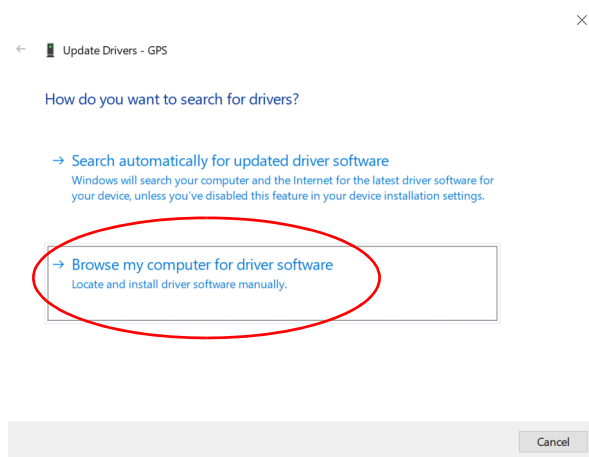 Update Drivers - GPS
How do you want to search for drivers?
Search automatically for updated driver software
Windows will search your computer and the Internet for the latest driver software for
your device, unless you've disabled this feature in your device installation settings.
Browse my computer for driver software
Locate and install driver software manually.
Cancel